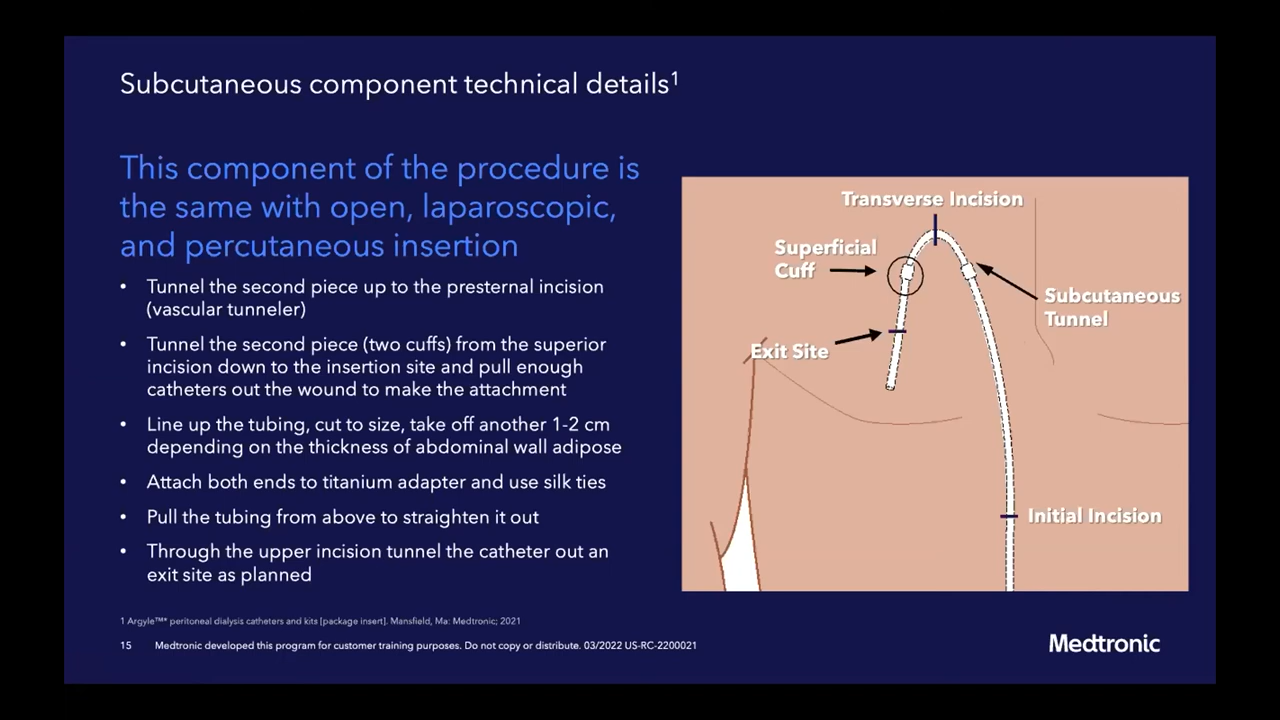 Subcutaneous component technical details¹
This component of the procedure is
the same with open, laparoscopic,
and percutaneous insertion
• Tunnel the second piece up to the presternal incision
(vascular tunneler)
• Tunnel the second piece (two cuffs) from the superior
incision down to the insertion site and pull enough
catheters out the wound to make the attachment
• Line up the tubing, cut to size, take off another 1-2 cm
depending on the thickness of abdominal wall adipose
• Attach both ends to titanium adapter and use silk ties
• Pull the tubing from above to straighten it out
• Through the upper incision tunnel the catheter out an
exit site as planned
Transverse Incision
Superficial
Cuff
Subcutaneous
Tunnel
Exit Site
Initial Incision
1 Argyle™* peritoneal dialysis catheters and kits [package insert]. Mansfield, Ma: Medtronic; 2021
15 Medtronic developed this program for customer training purposes. Do not copy or distribute. 03/2022 US-RC-2200021
Medtronic